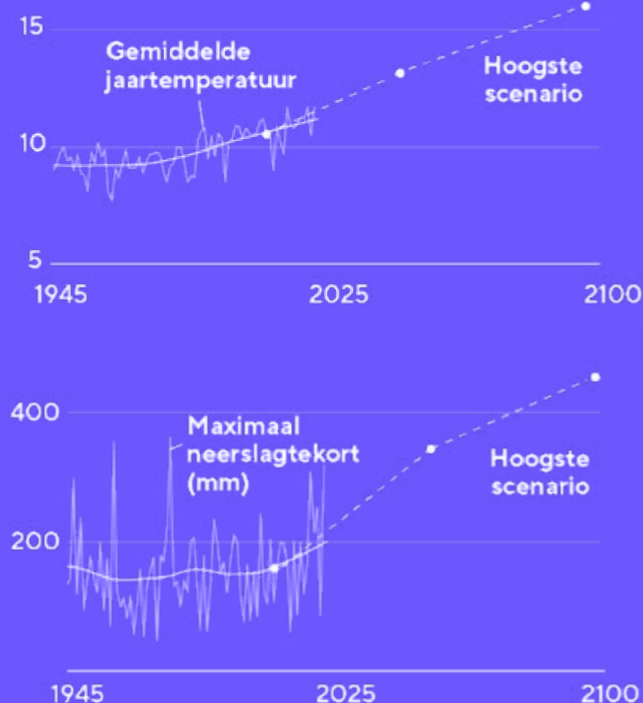 15
Gemiddelde
jaartemperatuur
Hoogste
scenario
10
5
1945
2025
2100
400
Maximaal
neerslagtekort
(mm)
Hoogste
scenario
200
1945
2025
2100